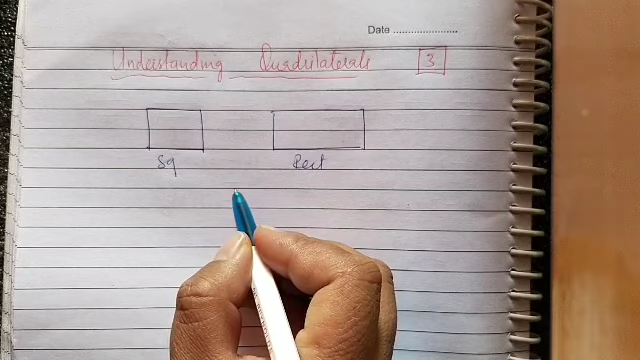 Date ......................
Understanding Quadrilaterals 3.
Sq Rect